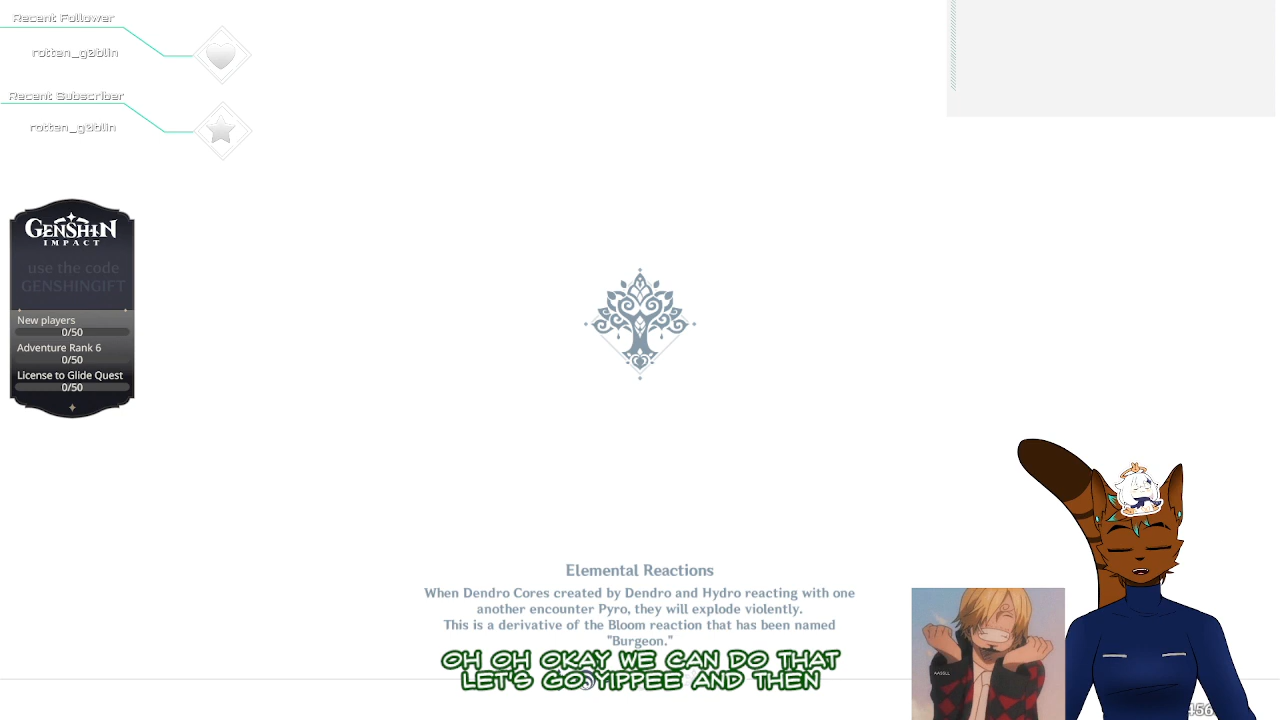 Recent Follower
rotten_g0blin
Recent Subscriber
rotten_g0blin
GENSHIN
IMPACT
use the code
GENSHINGIFT
New players
0/50
Adventure Rank 6
0/50
License to Glide Quest
0/50
Elemental Reactions
When Dendro Cores created by Dendro and Hydro reacting with one
another encounter Pyro, they will explode violently.
This is a derivative of the Bloom reaction that has been named
"Burgeon."
OH OH OKAY WE CAN DO THAT
LET'S GO YIPPEE AND THEN